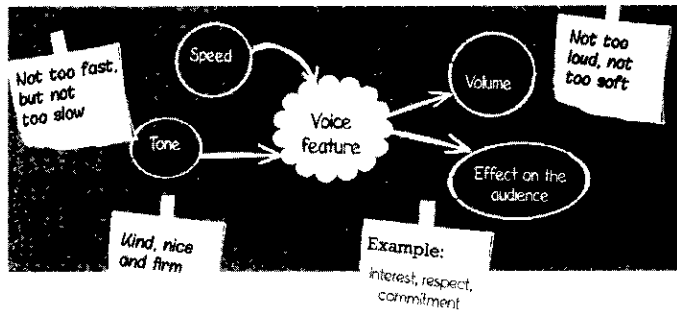 Not too fast,
but not
too slow
Speed
Tone
Voice
feature
Volume
Not too
loud, not
too soft
Effect on the
audience
Kind, nice
and firm
Example:
interest, respect,
commitment